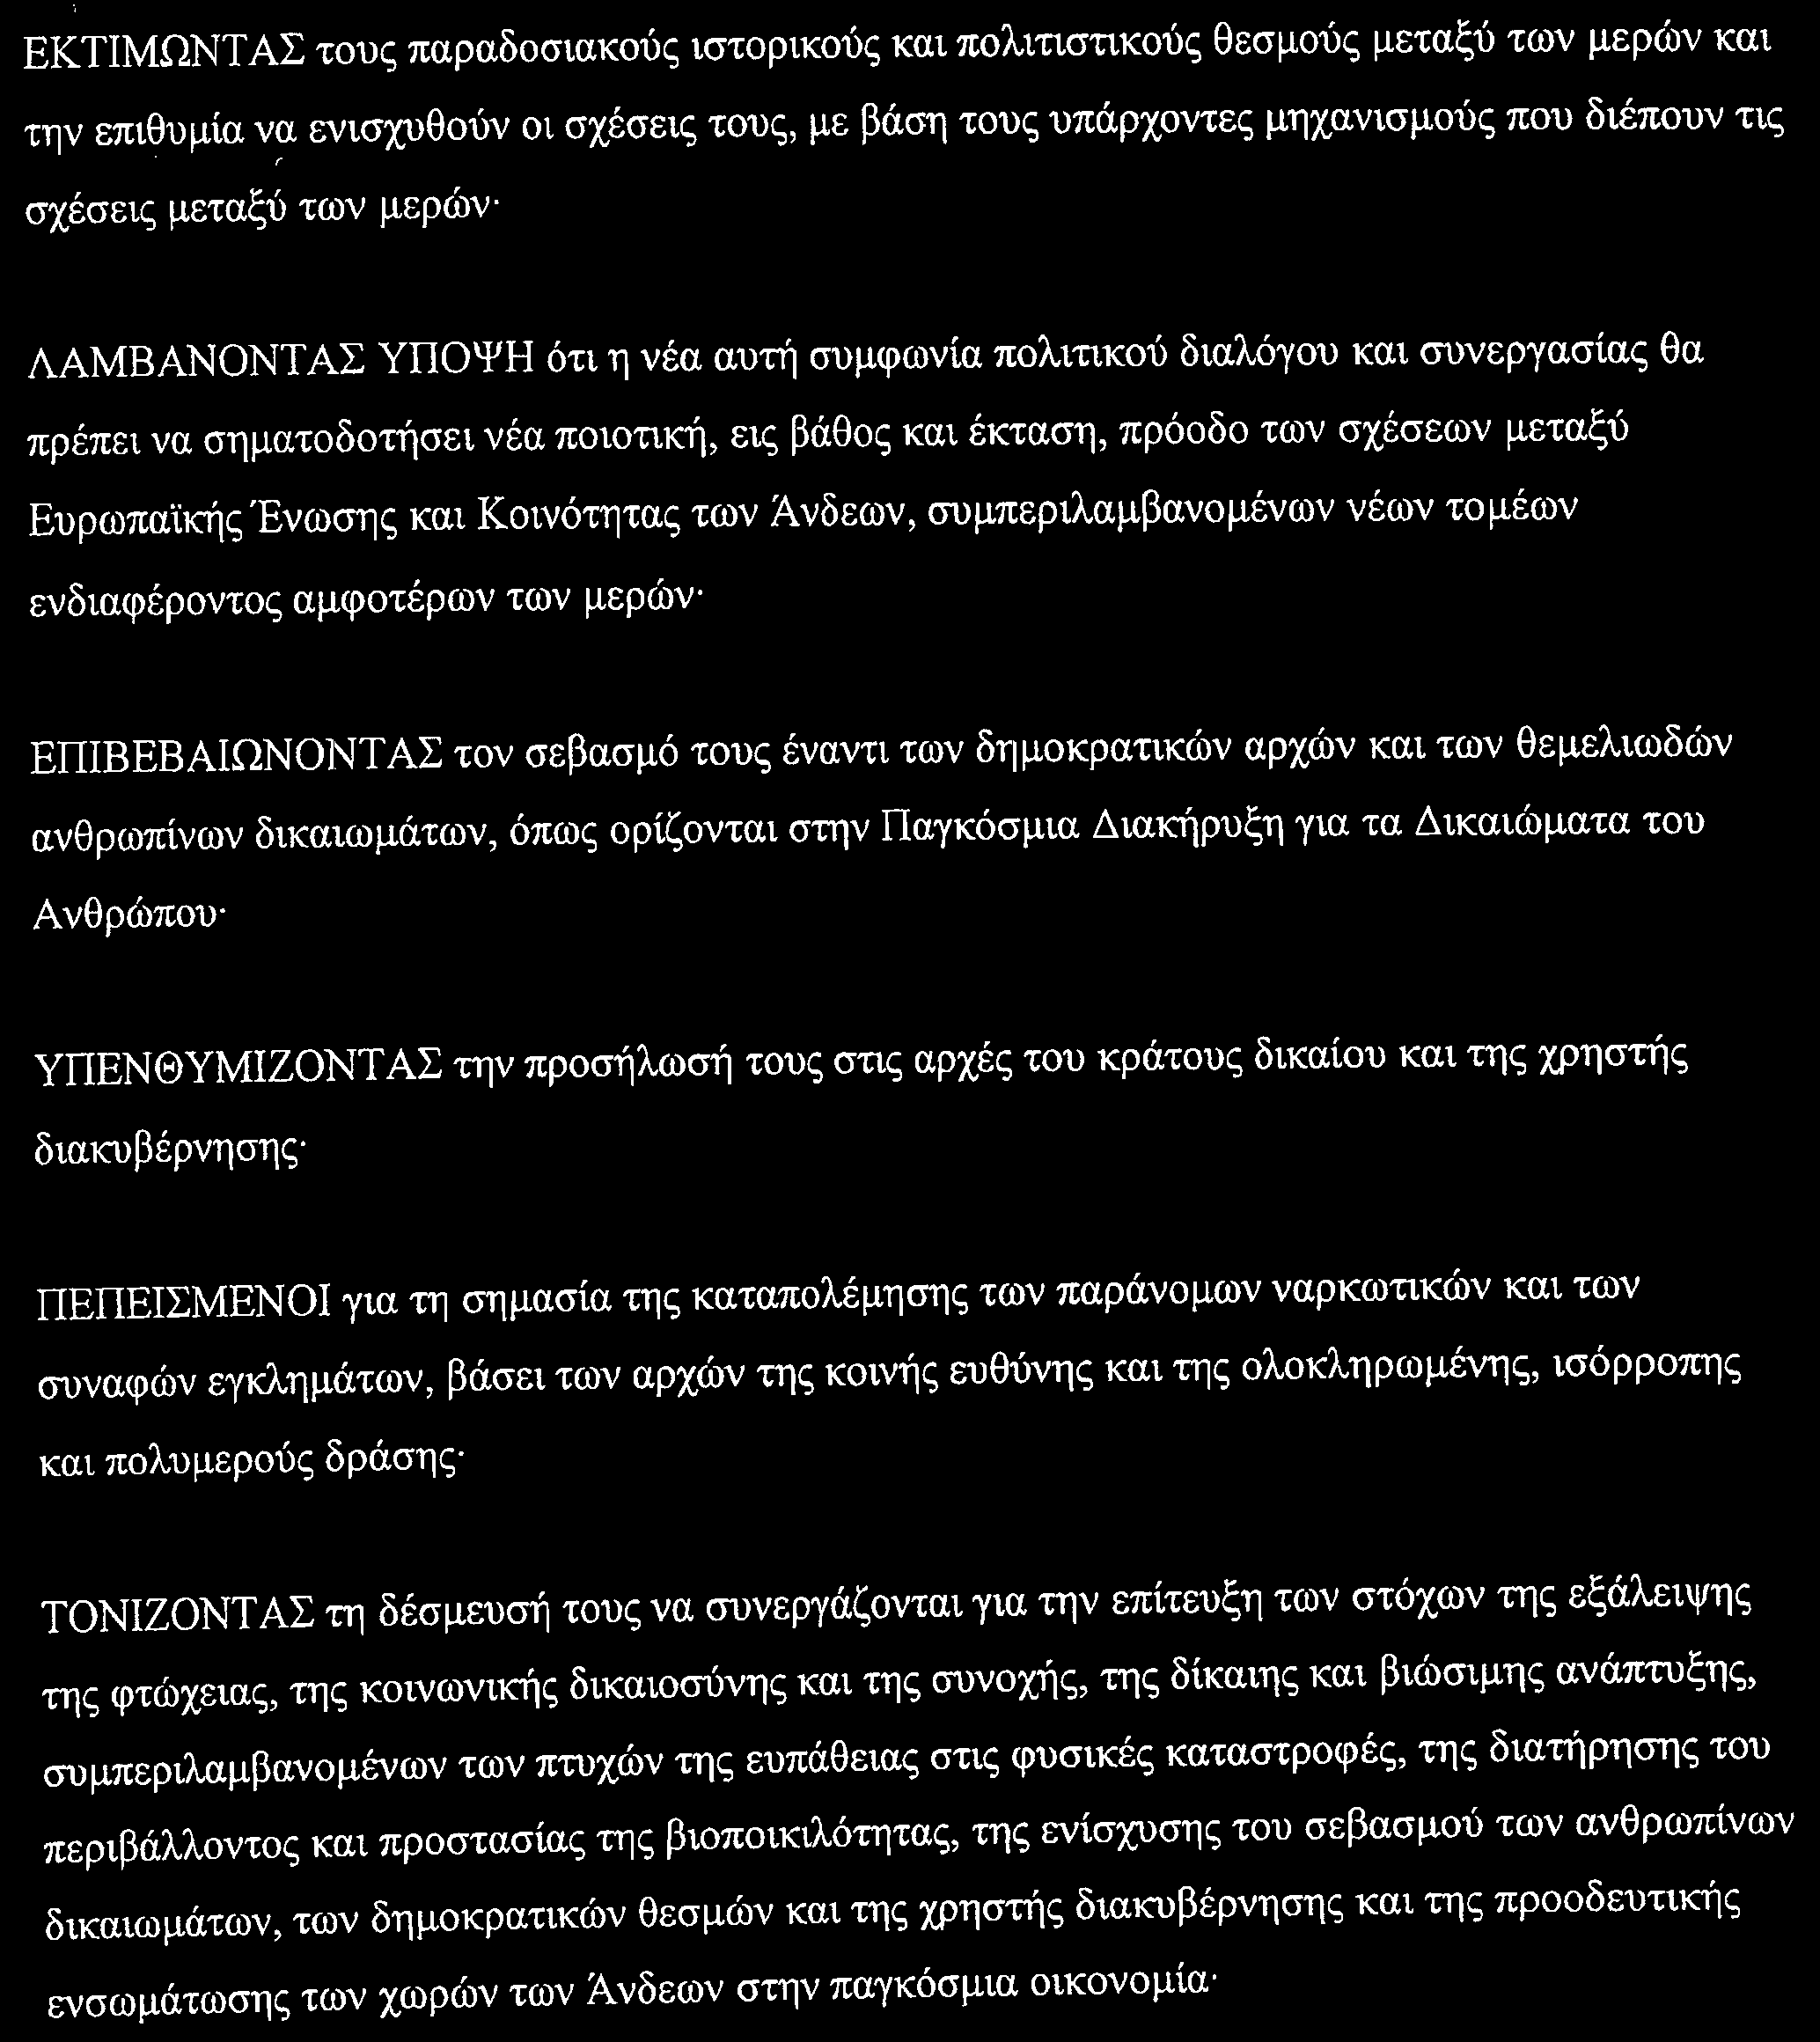 ΕΚΤΙΜΩΝΤΑΣ τους παραδοσιακούς ιστορικούς και πολιτιστικούς θεσμούς μεταξύ των μερών και
την επιθυμία να ενισχυθούν οι σχέσεις τους, με βάση τους υπάρχοντες μηχανισμούς που διέπουν τις
σχέσεις μεταξύ των μερών·
ΛΑΜΒΑΝΟΝΤΑΣ ΥΠΟΨΗ ότι η νέα αυτή συμφωνία πολιτικού διαλόγου και συνεργασίας θα
πρέπει να σηματοδοτήσει νέα ποιοτική, εις βάθος και έκταση, πρόοδο των σχέσεων μεταξύ
Ευρωπαϊκής Ένωσης και Κοινότητας των Άνδεων, συμπεριλαμβανομένων νέων τομέων
ενδιαφέροντος αμφοτέρων των μερών·
ΕΠΙΒΕΒΑΙΩΝΟΝΤΑΣ τον σεβασμό τους έναντι των δημοκρατικών αρχών και των θεμελιωδών
ανθρωπίνων δικαιωμάτων, όπως ορίζονται στην Παγκόσμια Διακήρυξη για τα Δικαιώματα του
Ανθρώπου·
ΥΠΕΝΘΥΜΙΖΟΝΤΑΣ την προσήλωσή τους στις αρχές του κράτους δικαίου και της χρηστής
διακυβέρνησης·
ΠΕΠΕΙΣΜΕΝΟΙ για τη σημασία της καταπολέμησης των παράνομων ναρκωτικών και των
συναφών εγκλημάτων, βάσει των αρχών της κοινής ευθύνης και της ολοκληρωμένης, ισόρροπης
και πολυμερούς δράσης·
ΤΟΝΙΖΟΝΤΑΣ τη δέσμευσή τους να συνεργάζονται για την επίτευξη των στόχων της εξάλειψης
της φτώχειας, της κοινωνικής δικαιοσύνης και της συνοχής, της δίκαιης και βιώσιμης ανάπτυξης,
συμπεριλαμβανομένων των πτυχών της ευπάθειας στις φυσικές καταστροφές, της διατήρησης του
περιβάλλοντος και προστασίας της βιοποικιλότητας, της ενίσχυσης του σεβασμού των ανθρωπίνων
δικαιωμάτων, των δημοκρατικών θεσμών και της χρηστής διακυβέρνησης και της προοδευτικής
ενσωμάτωσης των χωρών των Άνδεων στην παγκόσμια οικονομία·